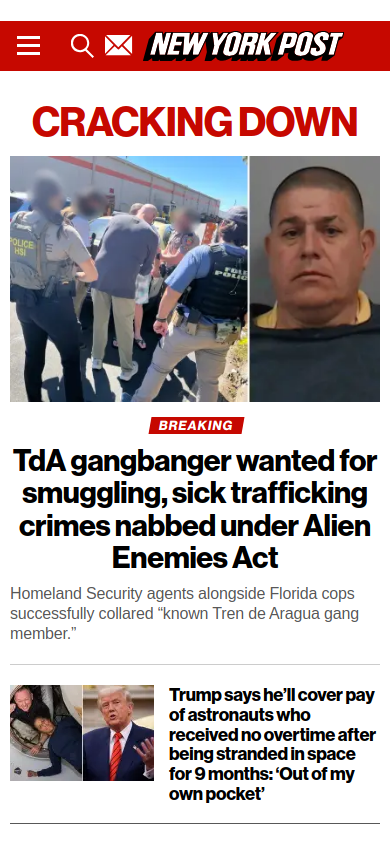 NEW YORK POST
CRACKING DOWN
POLICE
HSI
POLICE
BREAKING
TdA gangbanger wanted for
smuggling, sick trafficking
crimes nabbed under Alien
Enemies Act
Homeland Security agents alongside Florida cops
successfully collared “known Tren de Aragua gang
member.”
Trump says he’ll cover pay
of astronauts who
received no overtime after
being stranded in space
for 9 months: ‘Out of my
own pocket’